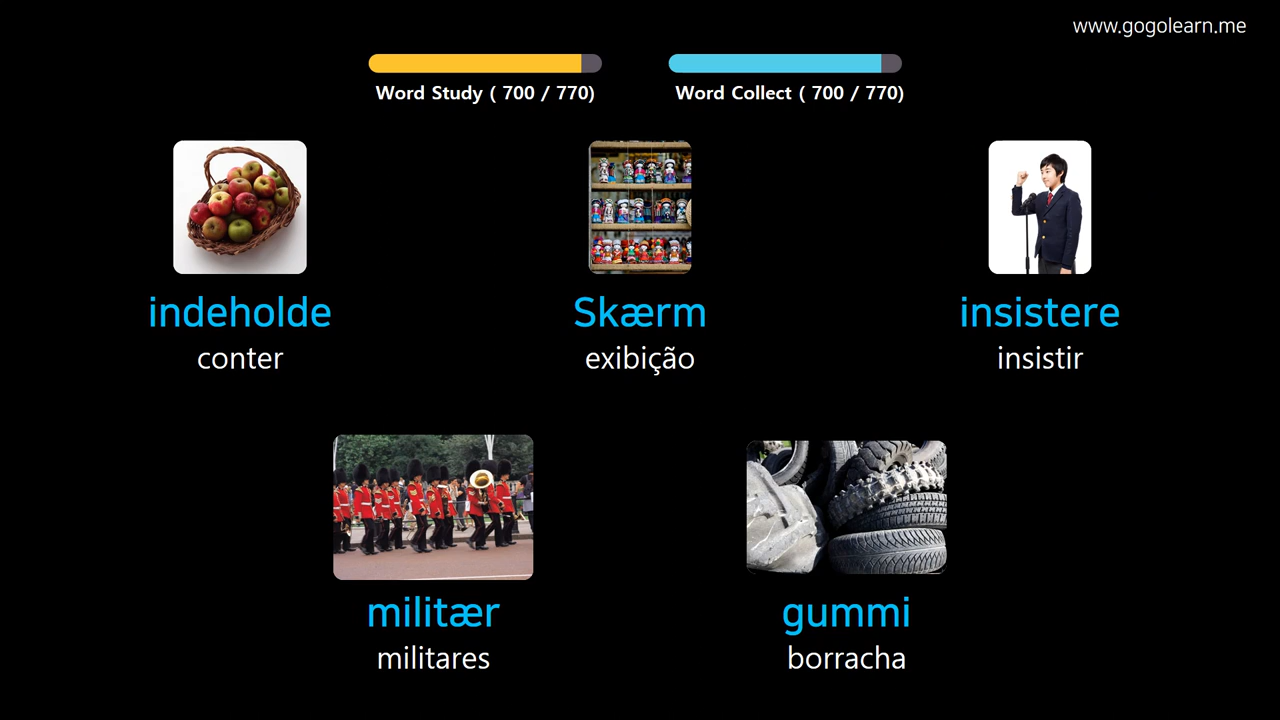 www.gogolearn.me
Word Study ( 700 / 770)
Word Collect ( 700 / 770)
indeholde
conter
Skærm
exibição
insistere
insistir
militær
militares
gummi
borracha